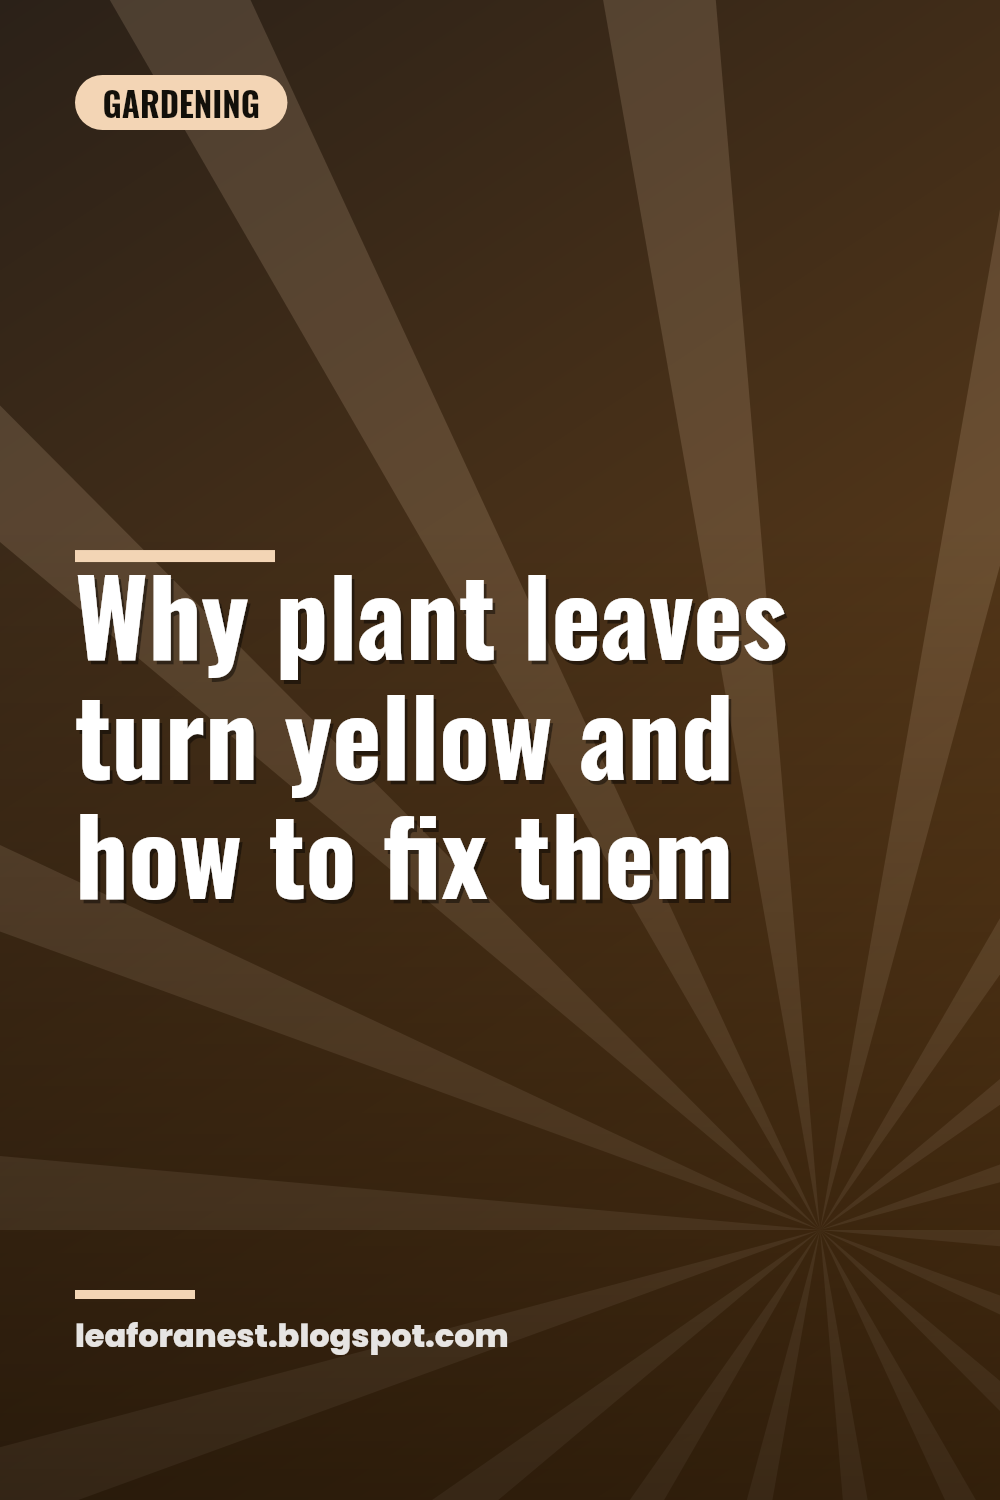 GARDENING
Why plant leaves
turn yellow and
how to fix them
leaforanest.blogspot.com